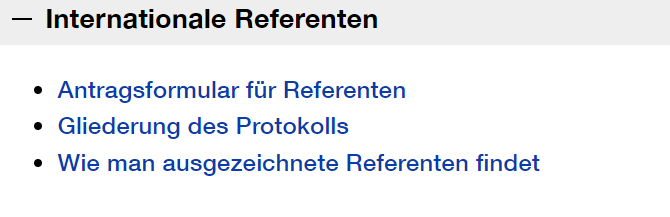 — Internationale Referenten
• Antragsformular für Referenten
• Gliederung des Protokolls
• Wie man ausgezeichnete Referenten findet